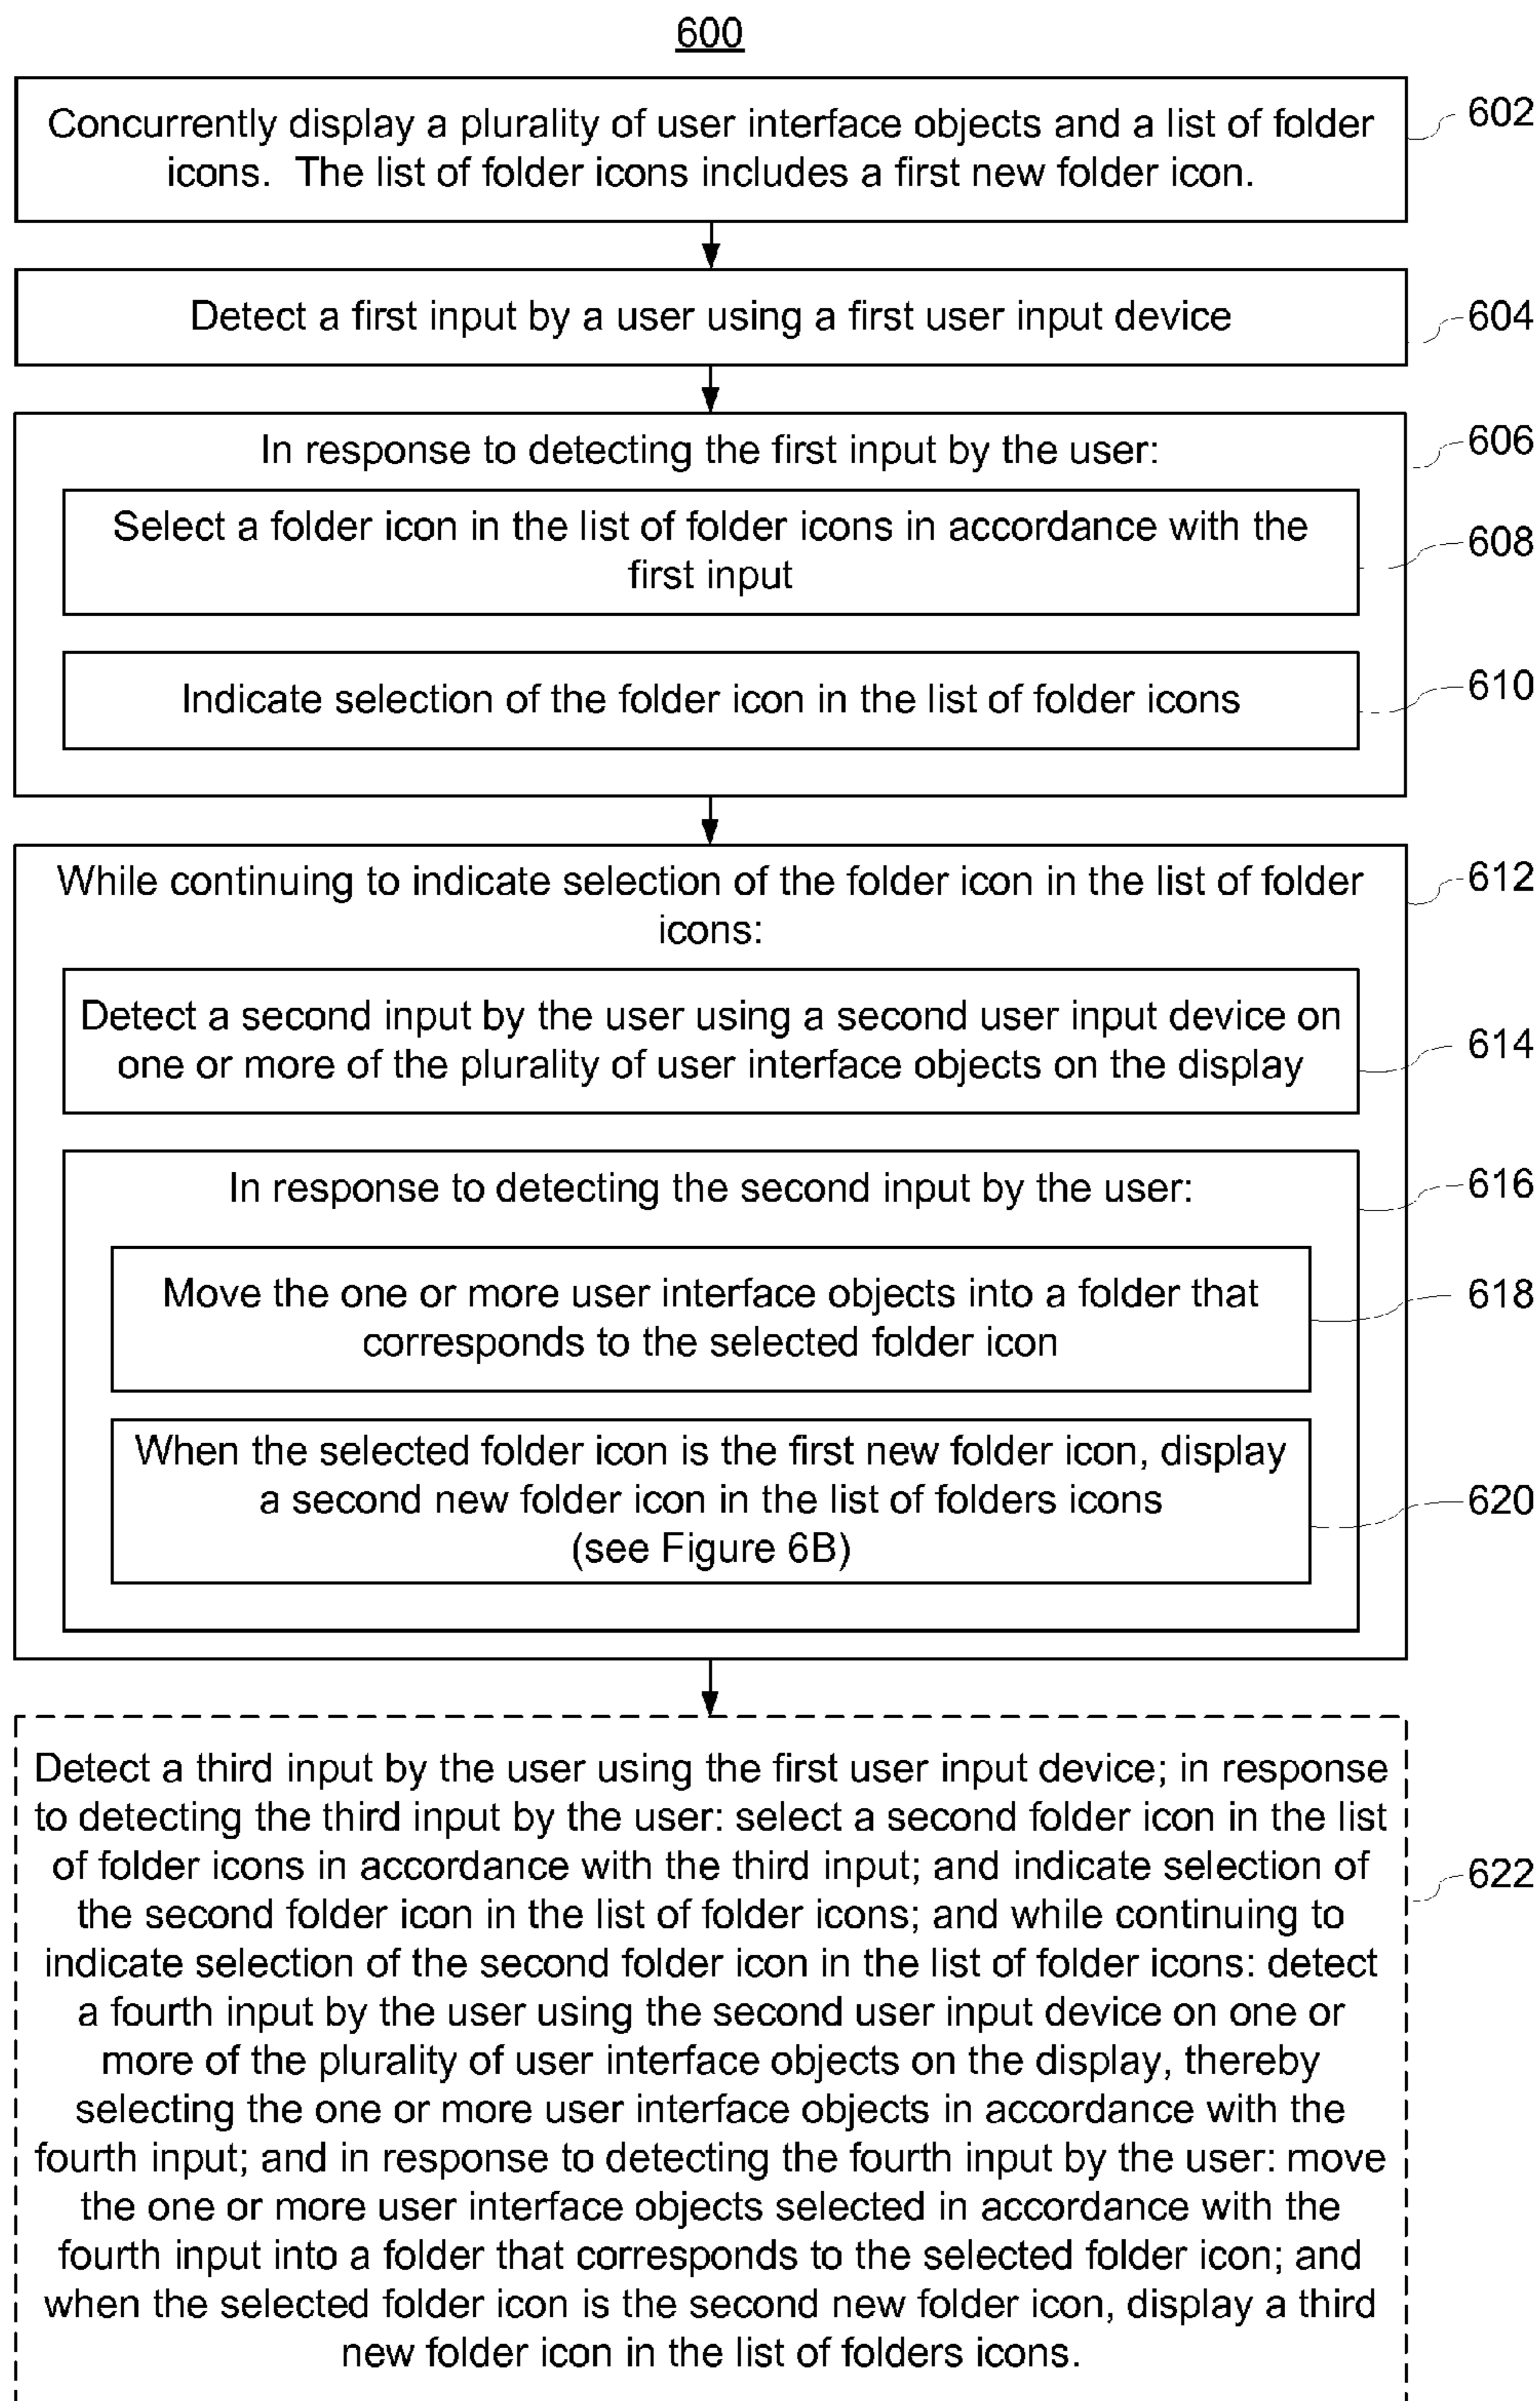 600
Concurrently display a plurality of user interface objects and a list of folder
icons.  The list of folder icons includes a first new folder icon.
602
Detect a first input by a user using a first user input device
604
In response to detecting the first input by the user:
606
Select a folder icon in the list of folder icons in accordance with the
first input
608
Indicate selection of the folder icon in the list of folder icons
610
While continuing to indicate selection of the folder icon in the list of folder
icons:
612
Detect a second input by the user using a second user input device on
one or more of the plurality of user interface objects on the display
614
In response to detecting the second input by the user:
616
Move the one or more user interface objects into a folder that
corresponds to the selected folder icon
618
When the selected folder icon is the first new folder icon, display
a second new folder icon in the list of folders icons
(see Figure 6B)
620
Detect a third input by the user using the first user input device; in response
to detecting the third input by the user: select a second folder icon in the list
of folder icons in accordance with the third input; and indicate selection of
the second folder icon in the list of folder icons; and while continuing to
indicate selection of the second folder icon in the list of folder icons: detect
a fourth input by the user using the second user input device on one or
more of the plurality of user interface objects on the display, thereby
selecting the one or more user interface objects in accordance with the
fourth input; and in response to detecting the fourth input by the user: move
the one or more user interface objects selected in accordance with the
fourth input into a folder that corresponds to the selected folder icon; and
when the selected folder icon is the second new folder icon, display a third
new folder icon in the list of folders icons.
622